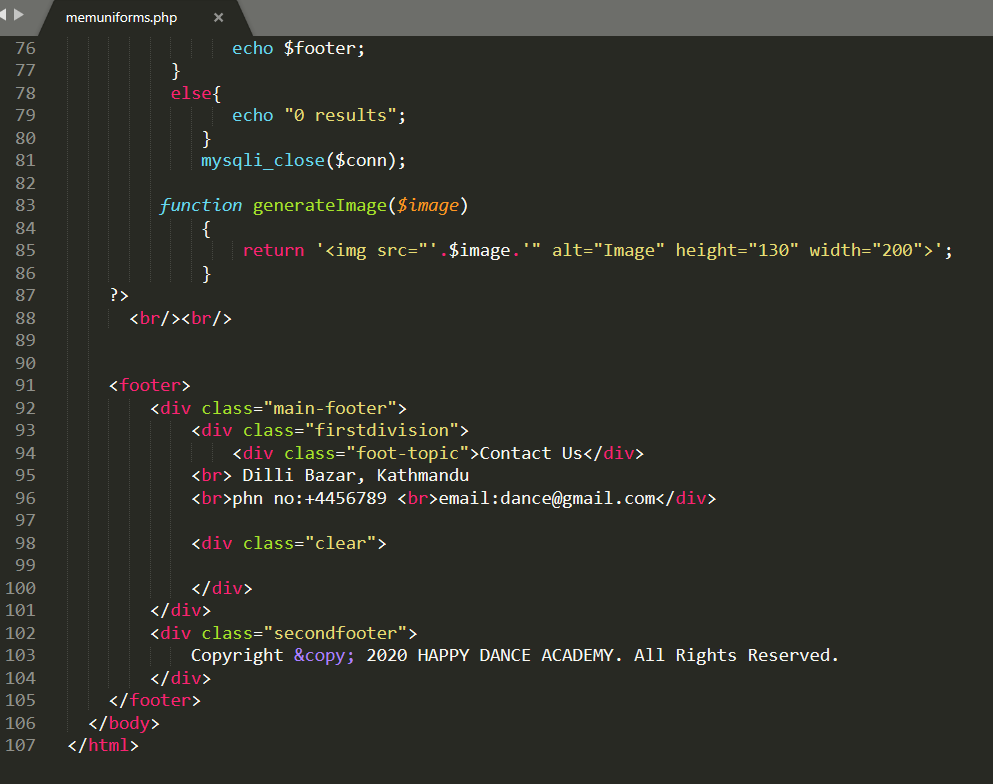 memuniforms.php ×
76 echo $footer;
77 }
78 else{
79 echo "0 results";
80 }
81 mysqli_close($conn);
82
83 function generateImage($image)
84 {
85 return '<img src="'.$image.'" alt="Image" height="130" width="200">';
86 }
87 ?>
88 <br/><br/>
89
90
91 <footer>
92 <div class="main-footer">
93 <div class="firstdivision">
94 <div class="foot-topic">Contact Us</div>
95 <br> Dilli Bazar, Kathmandu
96 <br>phn no:+4456789 <br>email:dance@gmail.com</div>
97
98 <div class="clear">
99
100 </div>
101 </div>
102 <div class="secondfooter">
103 Copyright &copy; 2020 HAPPY DANCE ACADEMY. All Rights Reserved.
104 </div>
105 </footer>
106 </body>
107 </html>